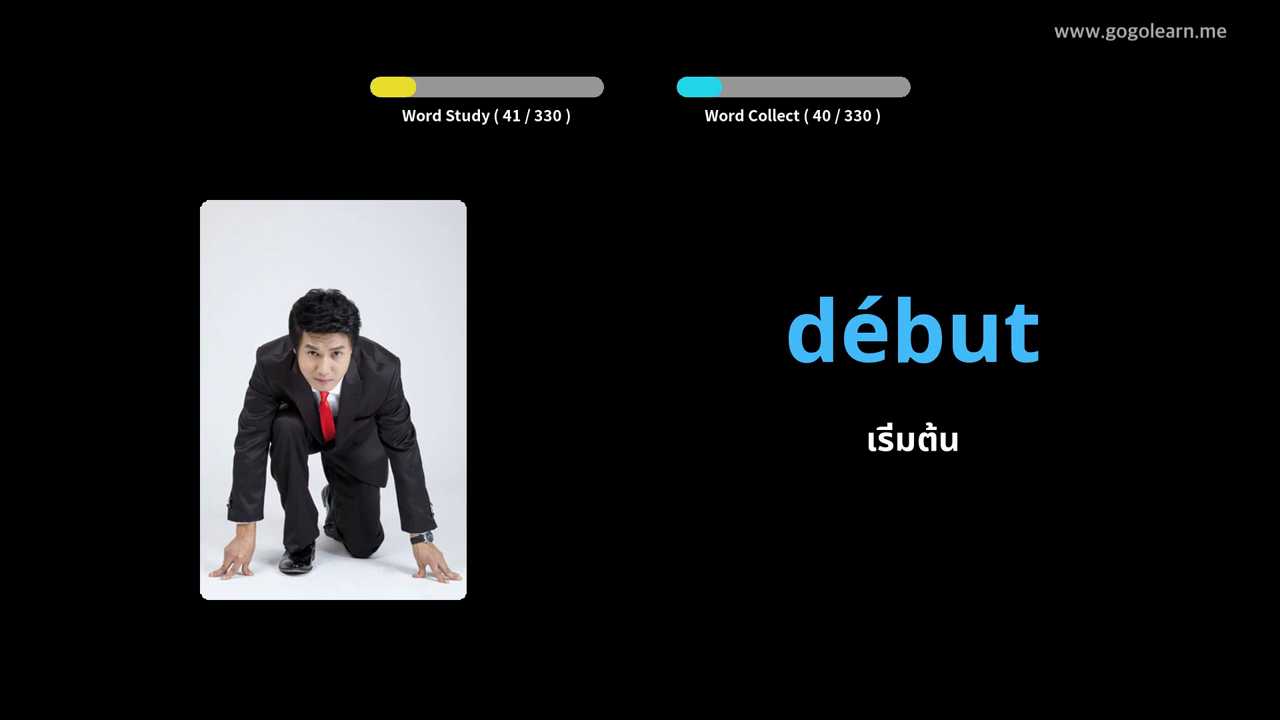 www.gogolearn.me
Word Study ( 41 / 330 )
Word Collect ( 40 / 330 )
début
เริ่มต้น